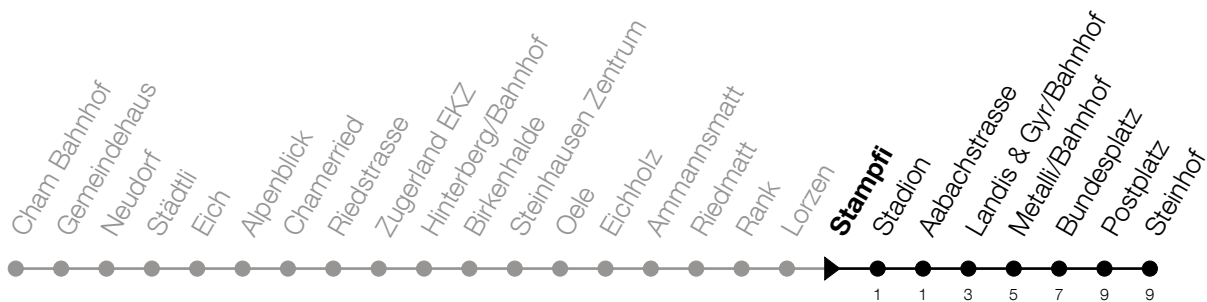 Cham Bahnhof
Gemeindehaus
Neudorf
Städtli
Eich
Alpenblick
Chamerried
Riedstrasse
Zugerland EKZ
Hinterberg/Bahnhof
Birkenhalde
Steinhausen Zentrum
Oele
Eichholz
Ammannsmatt
Riedmatt
Rank
Lorzen
Stampfi
Stadion
Aabachstrasse
Landis & Gyr/Bahnhof
Metalli/Bahnhof
Bundesplatz
Postplatz
Steinhof
1 1 3 5 7 9 9